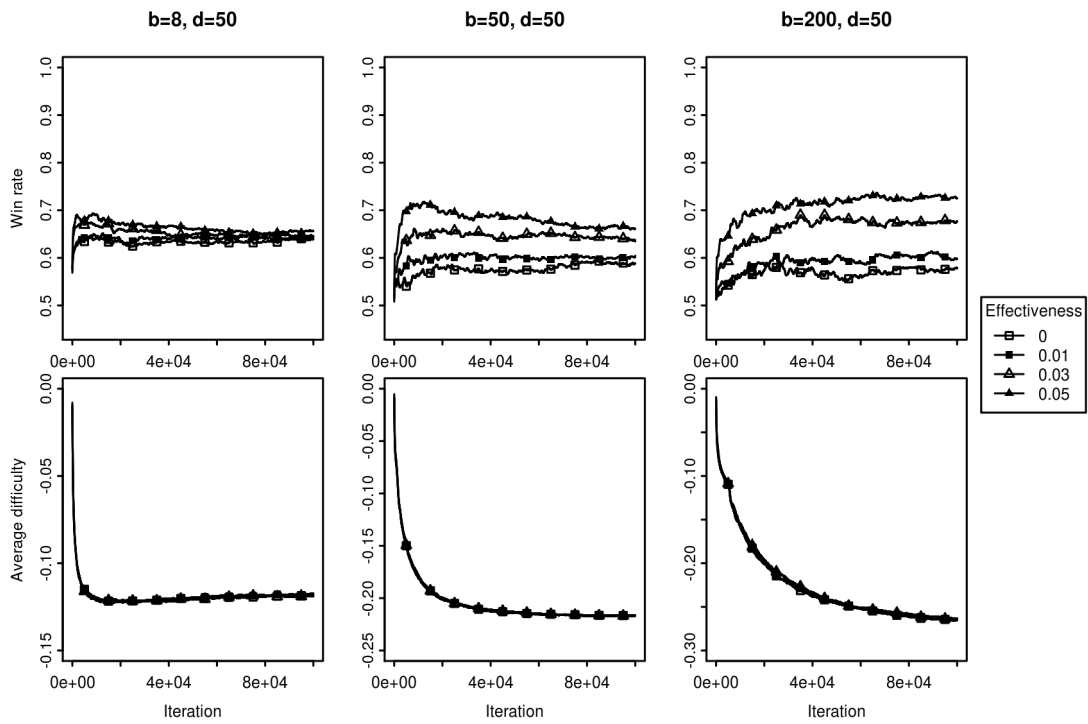 b=8, d=50
b=50, d=50
b=200, d=50
Win rate
1.0
0.9
0.8
0.7
0.6
0.5
0e+00 4e+04 8e+04
1.0
0.9
0.8
0.7
0.6
0.5
0e+00 4e+04 8e+04
1.0
0.9
0.8
0.7
0.6
0.5
0e+00 4e+04 8e+04
Effectiveness
0
0.01
0.03
0.05
Average difficulty
0.00
-0.05
-0.10
-0.15
0e+00 4e+04 8e+04
Iteration
0.00
-0.05
-0.10
-0.15
-0.20
-0.25
0e+00 4e+04 8e+04
Iteration
0.00
-0.10
-0.20
-0.30
0e+00 4e+04 8e+04
Iteration